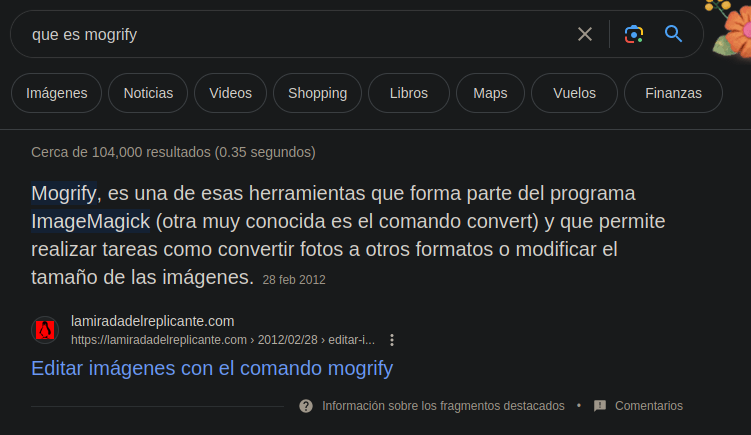 que es mogrify
Imágenes Noticias Videos Shopping Libros Maps Vuelos Finanzas
Cerca de 104,000 resultados (0.35 segundos)
Mogrify, es una de esas herramientas que forma parte del programa
ImageMagick (otra muy conocida es el comando convert) y que permite
realizar tareas como convertir fotos a otros formatos o modificar el
tamaño de las imágenes. 28 feb 2012
lamiradadelreplicante.com
https://lamiradadelreplicante.com › 2012/02/28 › editar-i...
Editar imágenes con el comando mogrify
Información sobre los fragmentos destacados • Comentarios